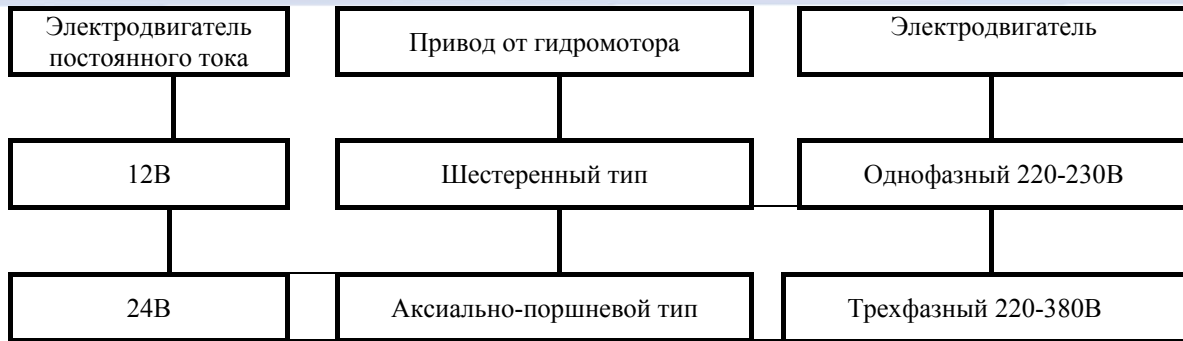 Электродвигатель
постоянного тока
Привод от гидромотора
Электродвигатель
12В
Шестеренный тип
Однофазный 220-230В
24В
Аксиально-поршневой тип
Трехфазный 220-380В